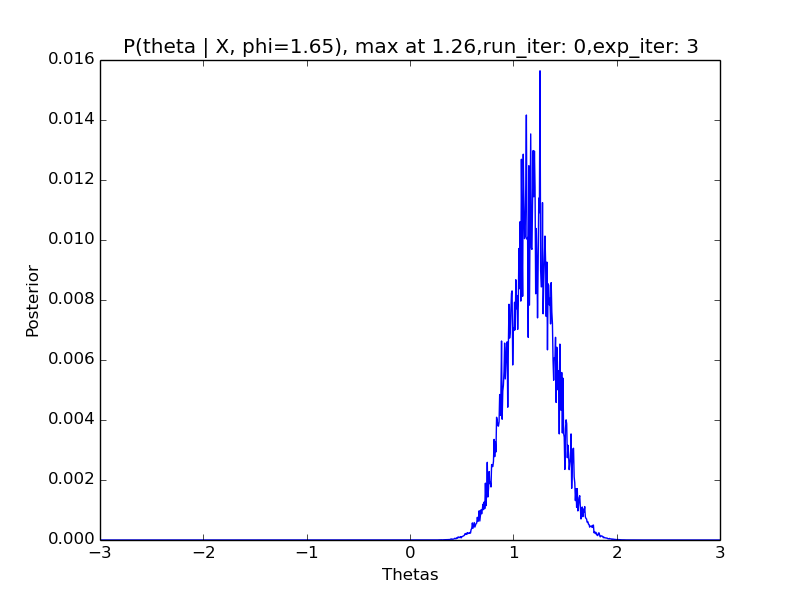 P(theta | X, phi=1.65), max at 1.26,run_iter: 0,exp_iter: 3
0.016
0.014
0.012
0.010
0.008
0.006
0.004
0.002
0.000
Posterior
−3 −2 −1 0 1 2 3
Thetas